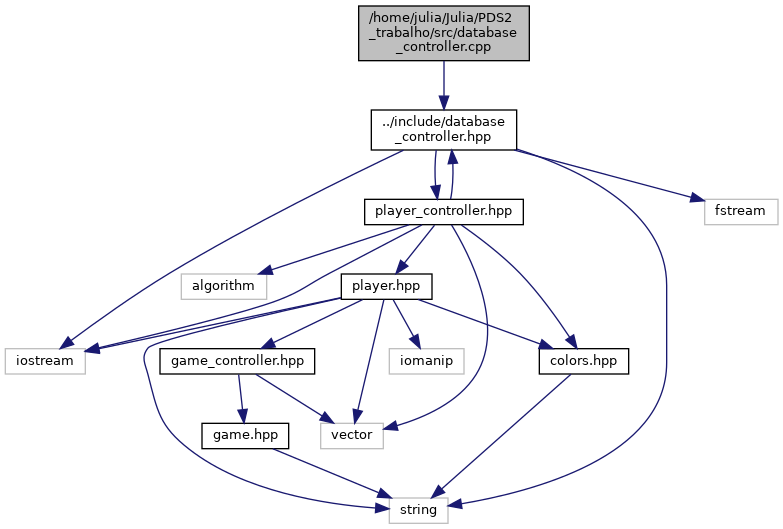 /home/julia/Julia/PDS2
_trabalho/src/database
_controller.cpp
../include/database
_controller.hpp
player_controller.hpp
fstream
algorithm
player.hpp
iostream
game_controller.hpp
iomanip
colors.hpp
game.hpp
vector
string